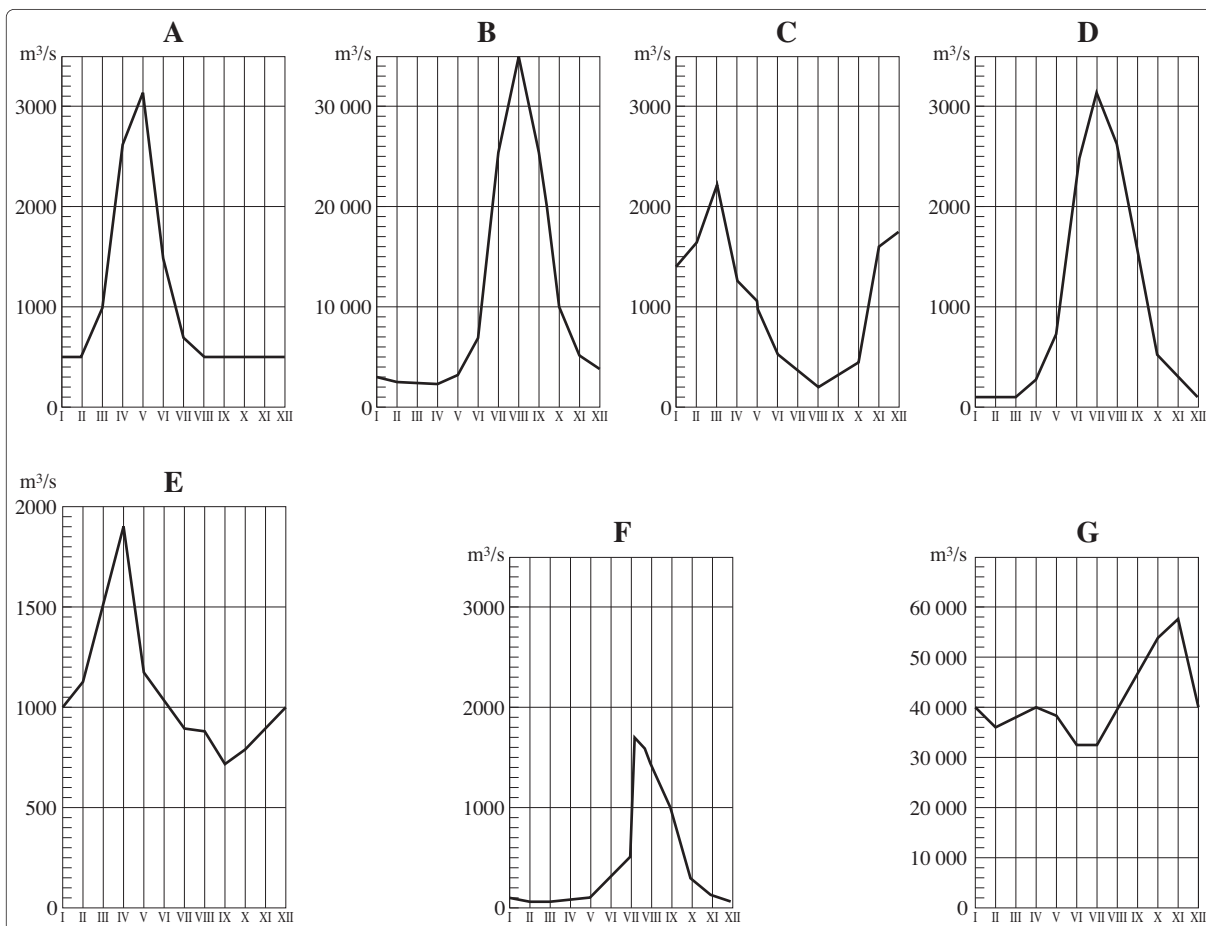 A B C D
m³/s m³/s m³/s m³/s
3000 30 000 3000 3000
2000 20 000 2000 2000
1000 10 000 1000 1000
0 0 0 0
I II III IV V VI VII VIII IX X XI XII I II III IV V VI VII VIII IX X XI XII I II III IV V VI VII VIII IX X XI XII I II III IV V VI VII VIII IX X XI XII
E
m³/s
2000
1500
1000
500
0
I II III IV V VI VII VIII IX X XI XII
F
m³/s
3000
2000
1000
0
I II III IV V VI VII VIII IX X XI XII
G
m³/s
60 000
50 000
40 000
30 000
20 000
10 000
0
I II III IV V VI VII VIII IX X XI XII